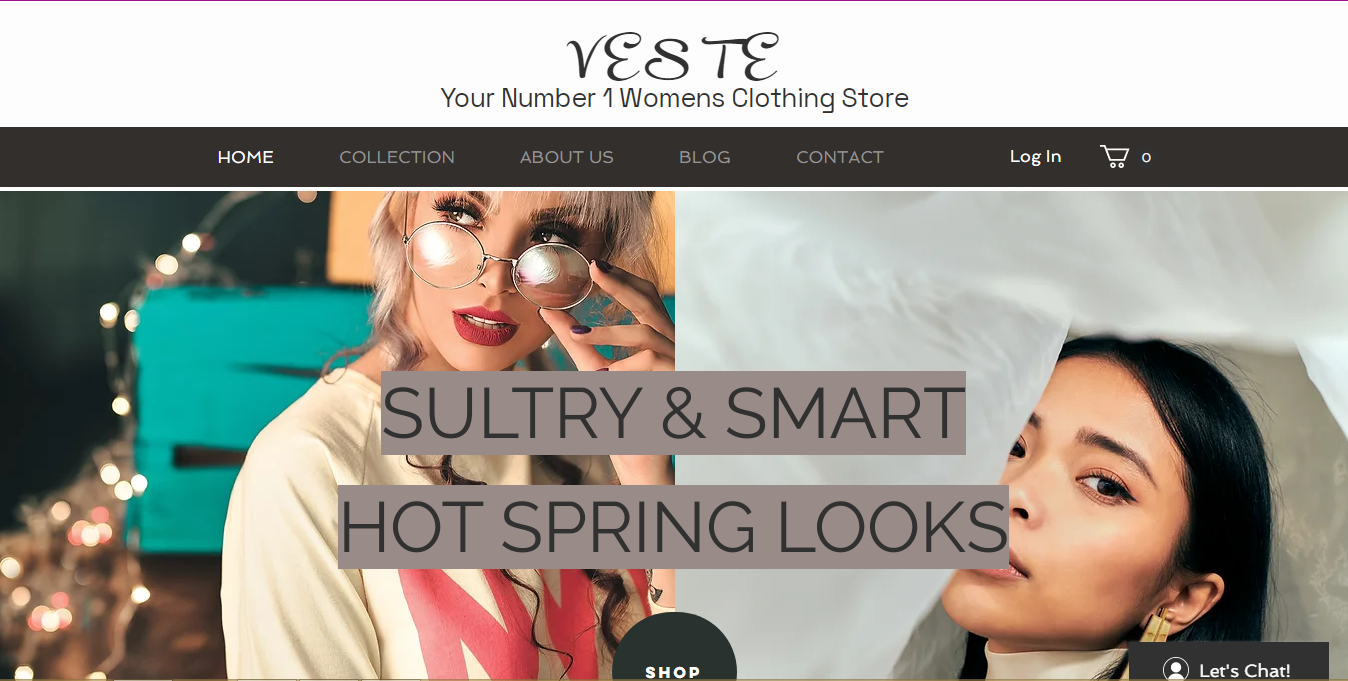 VESTE
Your Number 1 Womens Clothing Store
HOME COLLECTION ABOUT US BLOG CONTACT Log In 0
SULTRY & SMART
HOT SPRING LOOKS
SHOP
Let's Chat!